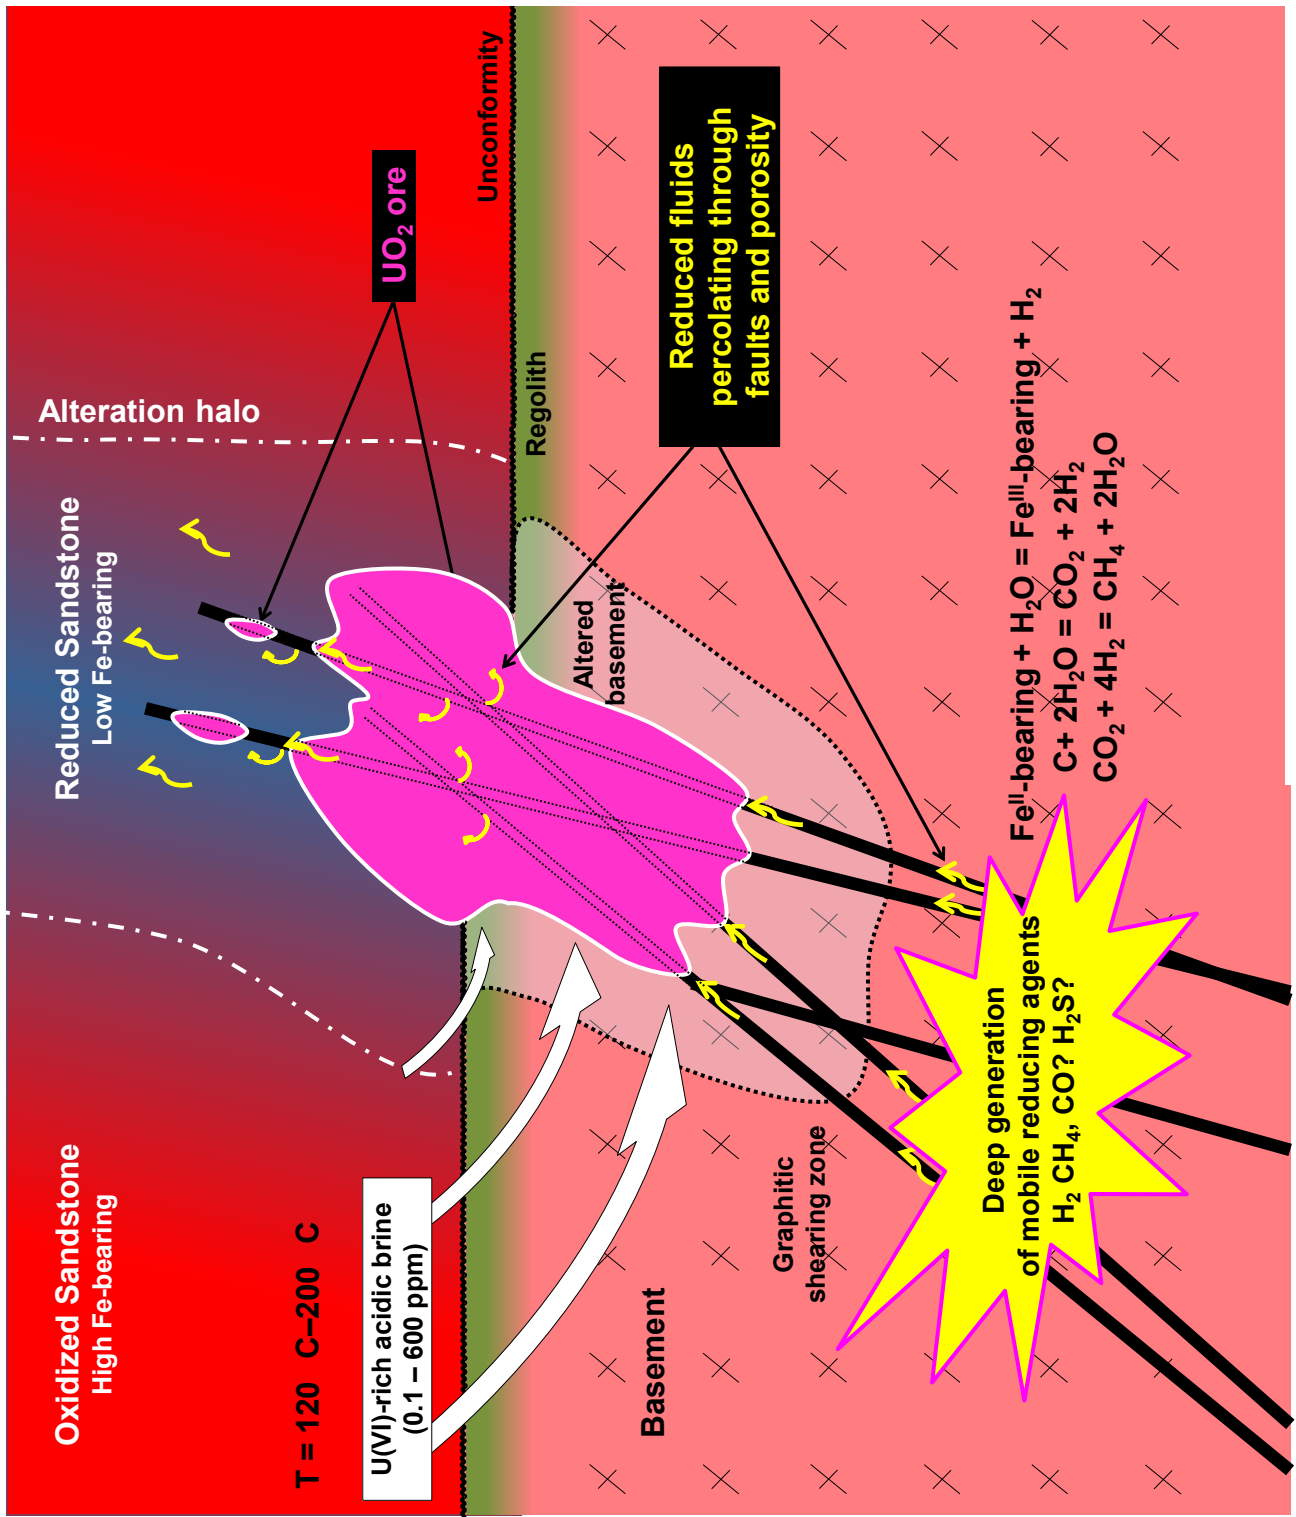 Oxidized Sandstone
High Fe-bearing
Reduced Sandstone
Low Fe-bearing
Alteration halo
T = 120 C–200 C
U(VI)-rich acidic brine
(0.1 – 600 ppm)
UO₂ ore
Unconformity
Regolith
Altered
basement
Basement
Reduced fluids
percolating through
faults and porosity
Graphitic
shearing zone
Deep generation
of mobile reducing agents
H₂ CH₄, CO? H₂S?
Feᴵᴵ-bearing + H₂O = Feᴵᴵᴵ-bearing + H₂
C+ 2H₂O = CO₂ + 2H₂
CO₂ + 4H₂ = CH₄ + 2H₂O